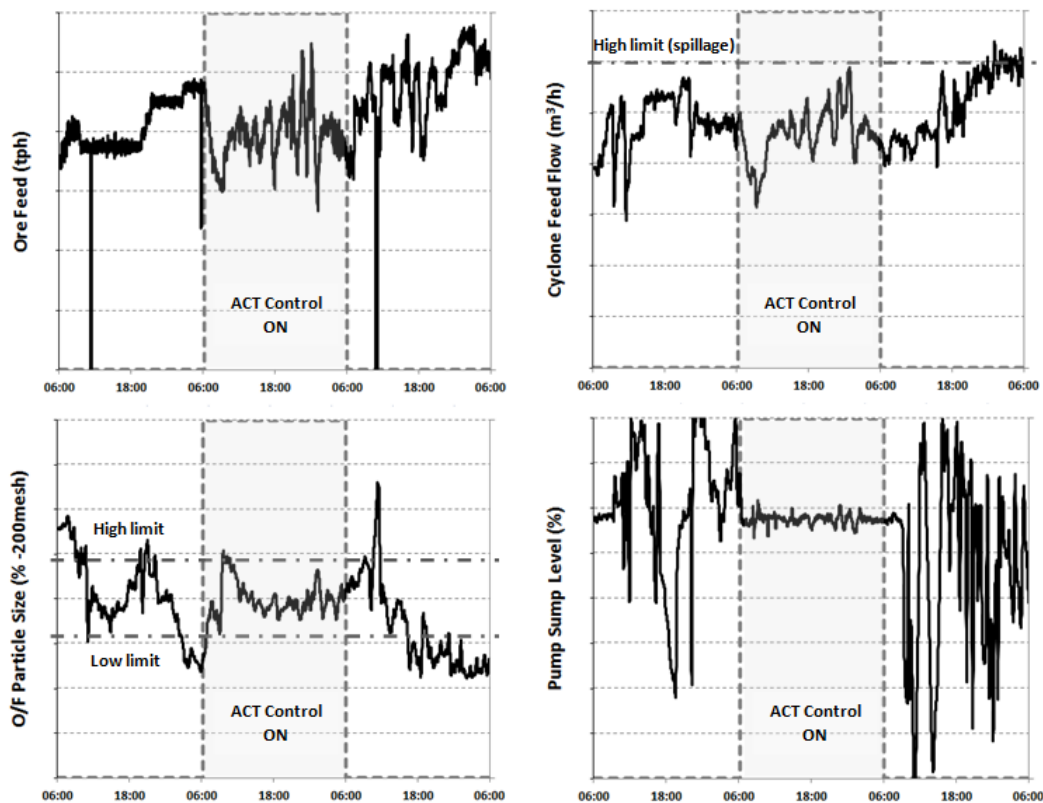 Ore Feed (tph)
ACT Control
ON
06:00 18:00 06:00 18:00 06:00 18:00 06:00
High limit (spillage)
Cyclone Feed Flow (m³/h)
ACT Control
ON
06:00 18:00 06:00 18:00 06:00 18:00 06:00
O/F Particle Size (% -200mesh)
High limit
Low limit
ACT Control
ON
06:00 18:00 06:00 18:00 06:00 18:00 06:00
Pump Sump Level (%)
ACT Control
ON
06:00 18:00 06:00 18:00 06:00 18:00 06:00